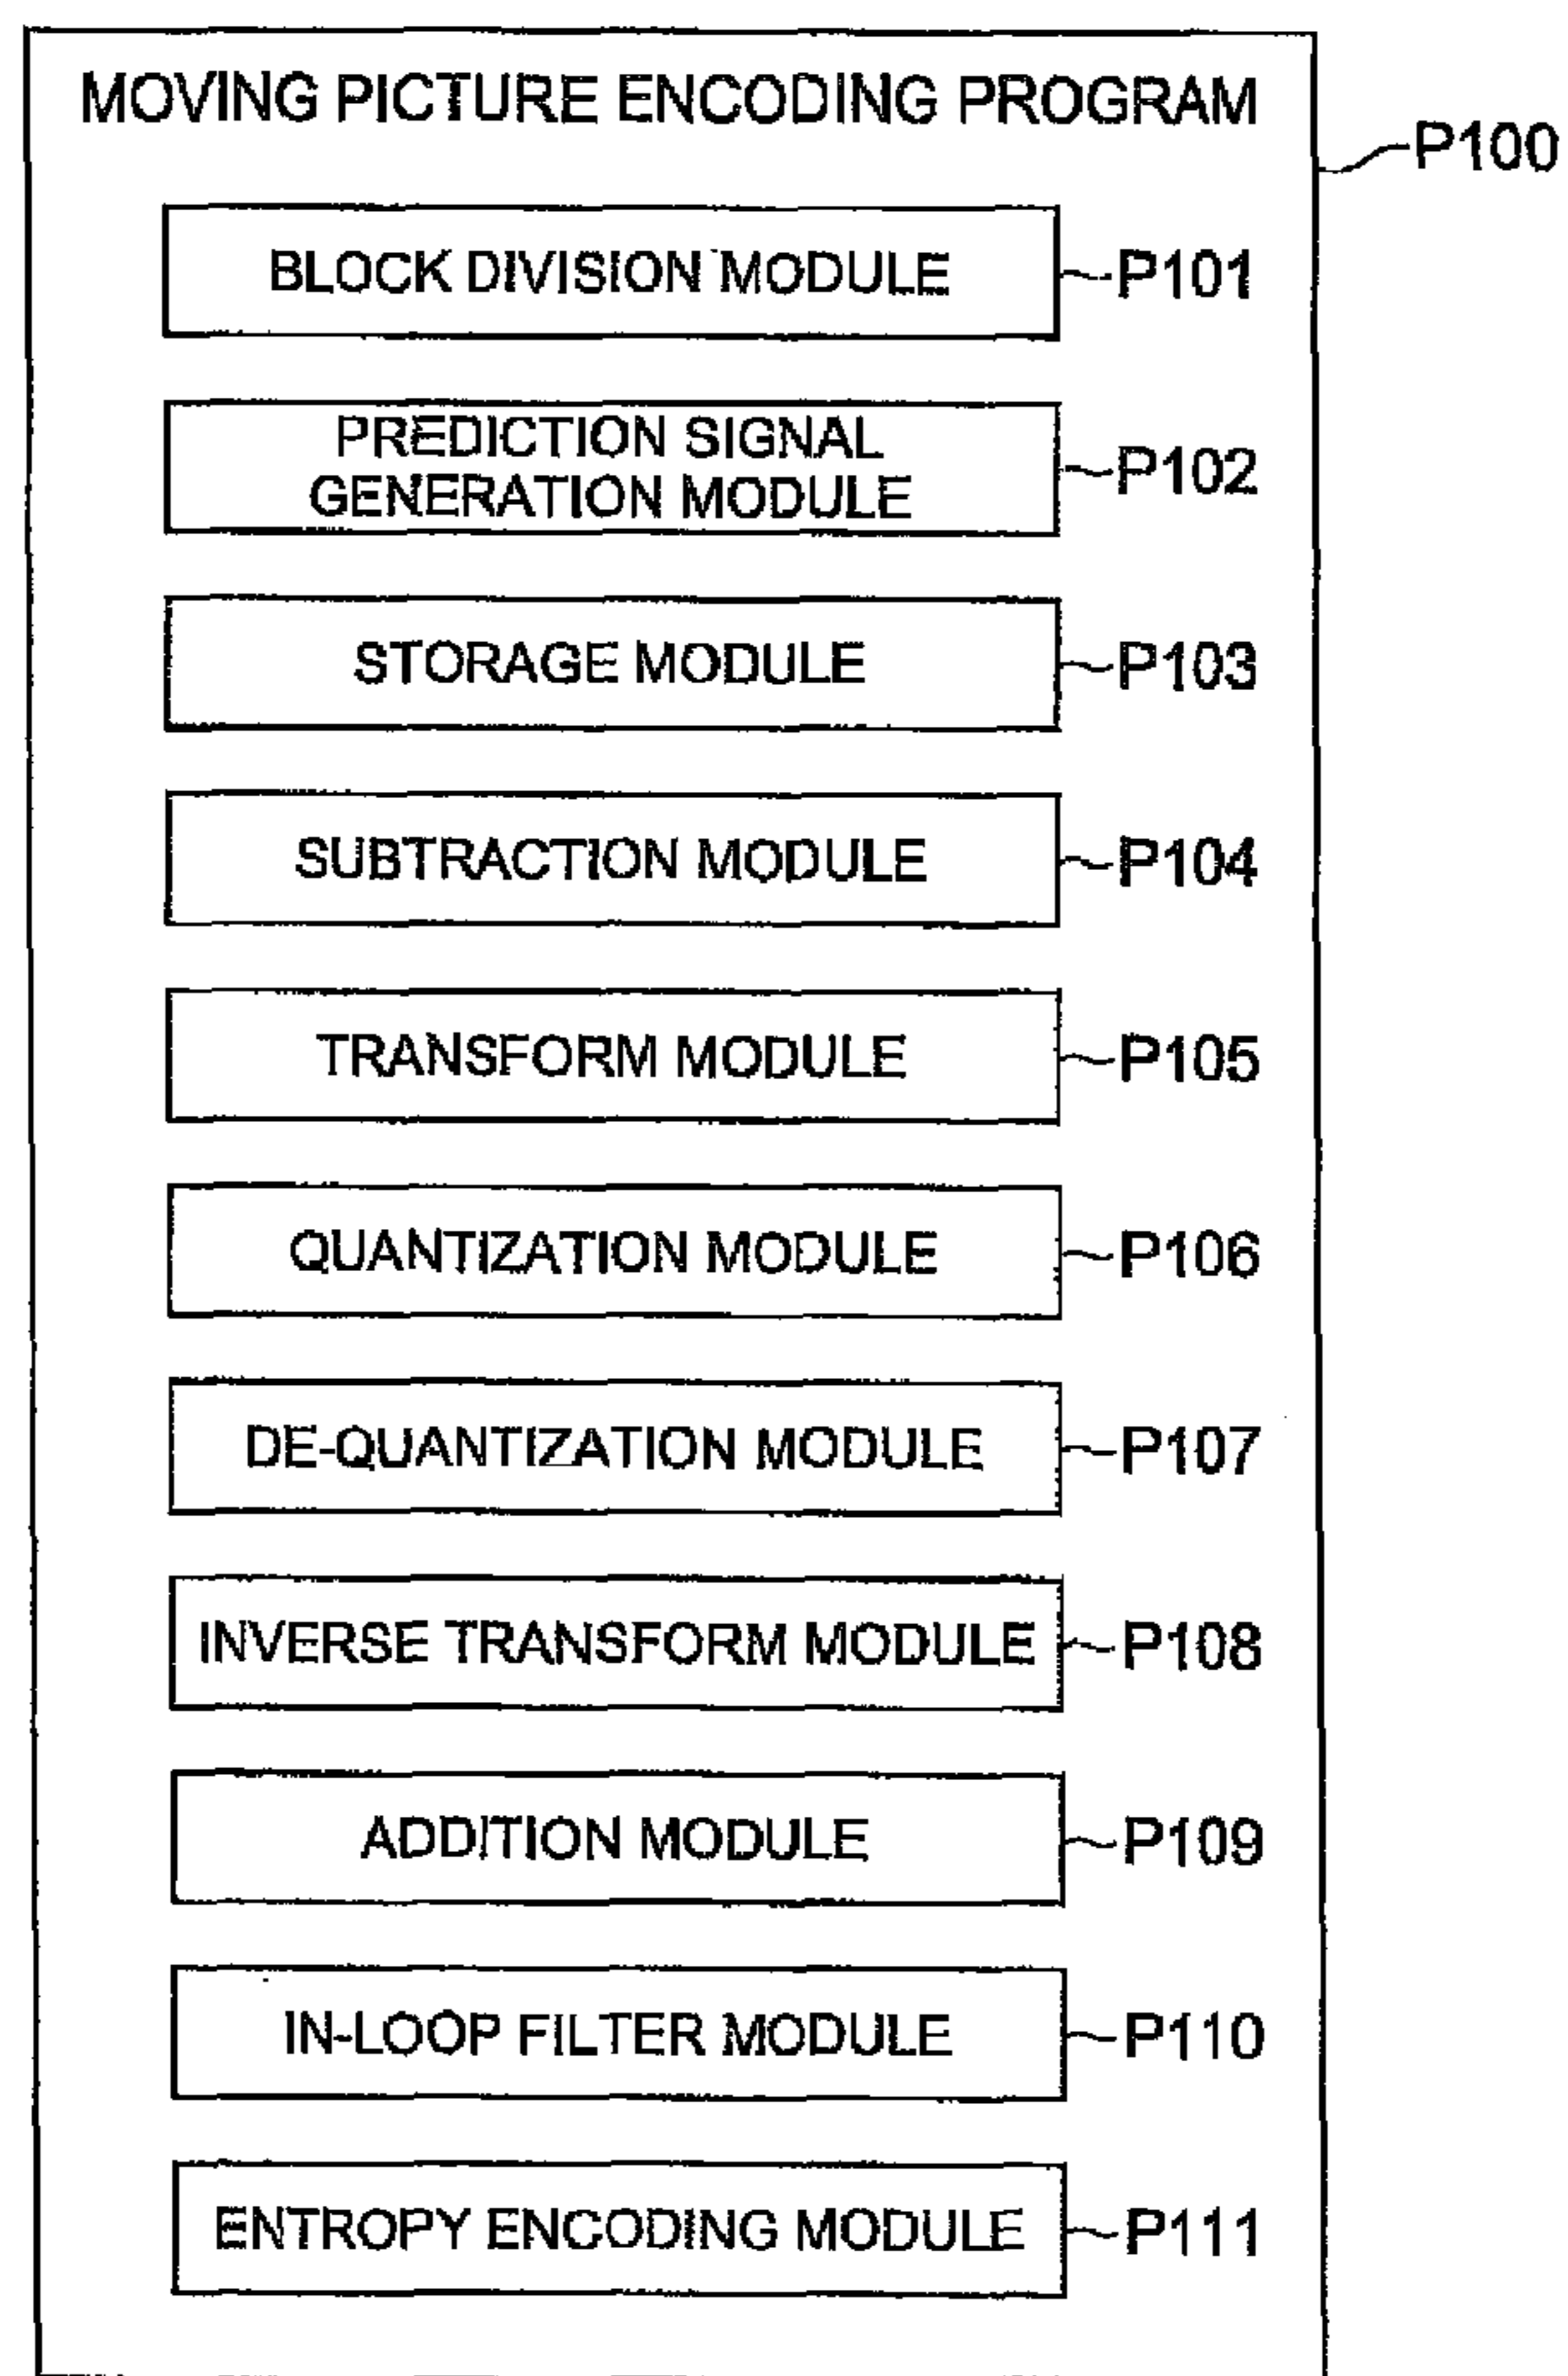 MOVING PICTURE ENCODING PROGRAM
P100
BLOCK DIVISION MODULE
P101
PREDICTION SIGNAL
GENERATION MODULE
P102
STORAGE MODULE
P103
SUBTRACTION MODULE
P104
TRANSFORM MODULE
P105
QUANTIZATION MODULE
P106
DE-QUANTIZATION MODULE
P107
INVERSE TRANSFORM MODULE
P108
ADDITION MODULE
P109
IN-LOOP FILTER MODULE
P110
ENTROPY ENCODING MODULE
P111